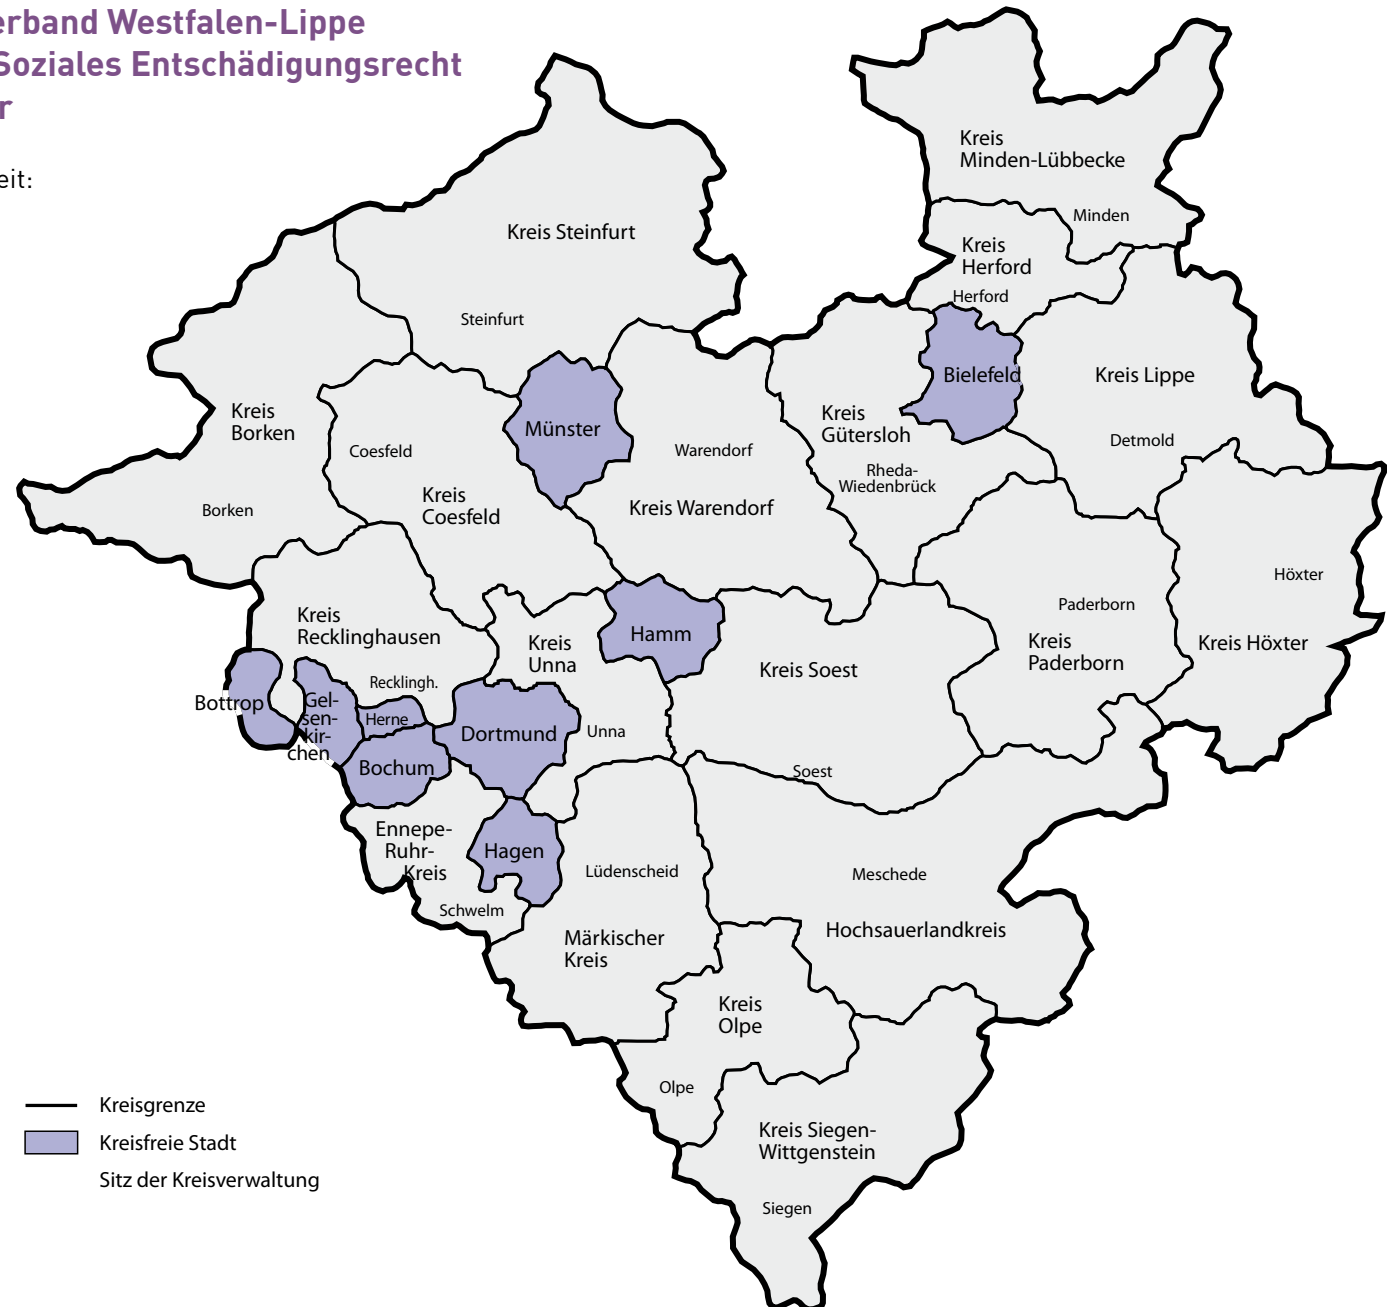 erband Westfalen-Lippe
Soziales Entschädigungsrecht
r
eit:
Kreis
Minden-Lübbecke
Minden
Kreis Steinfurt
Kreis
Herford
Herford
Steinfurt
Bielefeld
Kreis Lippe
Kreis
Borken
Kreis
Gütersloh
Münster
Detmold
Coesfeld
Warendorf
Rheda-
Wiedenbrück
Kreis
Coesfeld
Borken
Kreis Warendorf
Höxter
Paderborn
Kreis
Recklinghausen
Kreis
Unna
Hamm
Kreis
Paderborn
Kreis Höxter
Kreis Soest
Recklingh.
Bottrop
Gel-
sen-
kir-
chen
Herne
Dortmund
Unna
Bochum
Soest
Ennepe-
Ruhr-
Kreis
Hagen
Lüdenscheid
Meschede
Schwelm
Hochsauerlandkreis
Märkischer
Kreis
Kreis
Olpe
Olpe
Kreis Siegen-
Wittgenstein
Siegen
Kreisgrenze
Kreisfreie Stadt
Sitz der Kreisverwaltung